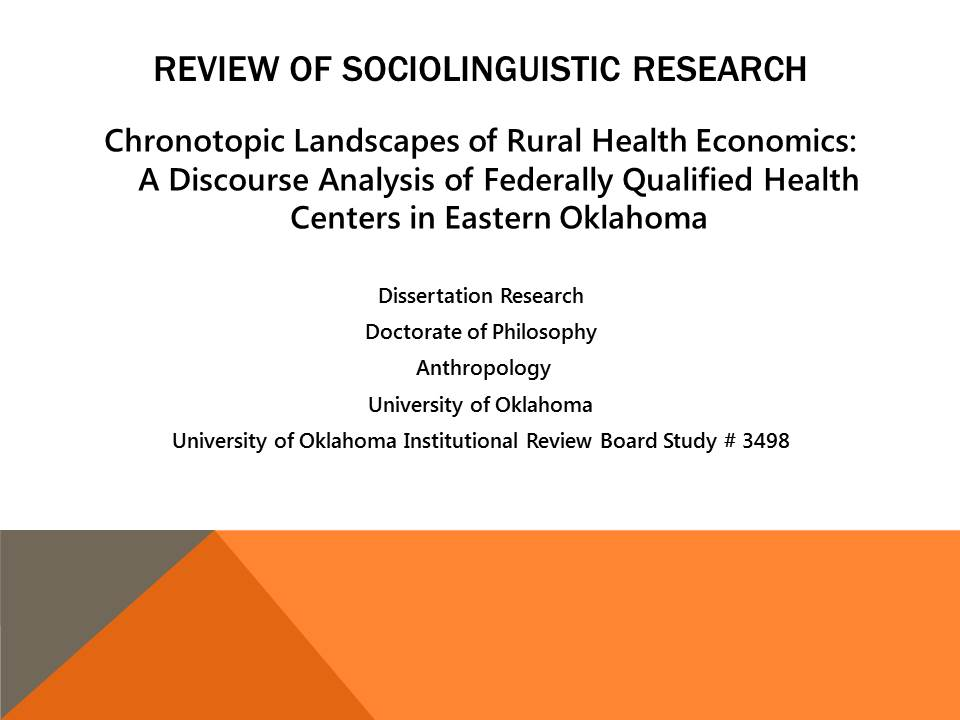 REVIEW OF SOCIOLINGUISTIC RESEARCH
Chronotopic Landscapes of Rural Health Economics:
A Discourse Analysis of Federally Qualified Health
Centers in Eastern Oklahoma
Dissertation Research
Doctorate of Philosophy
Anthropology
University of Oklahoma
University of Oklahoma Institutional Review Board Study # 3498